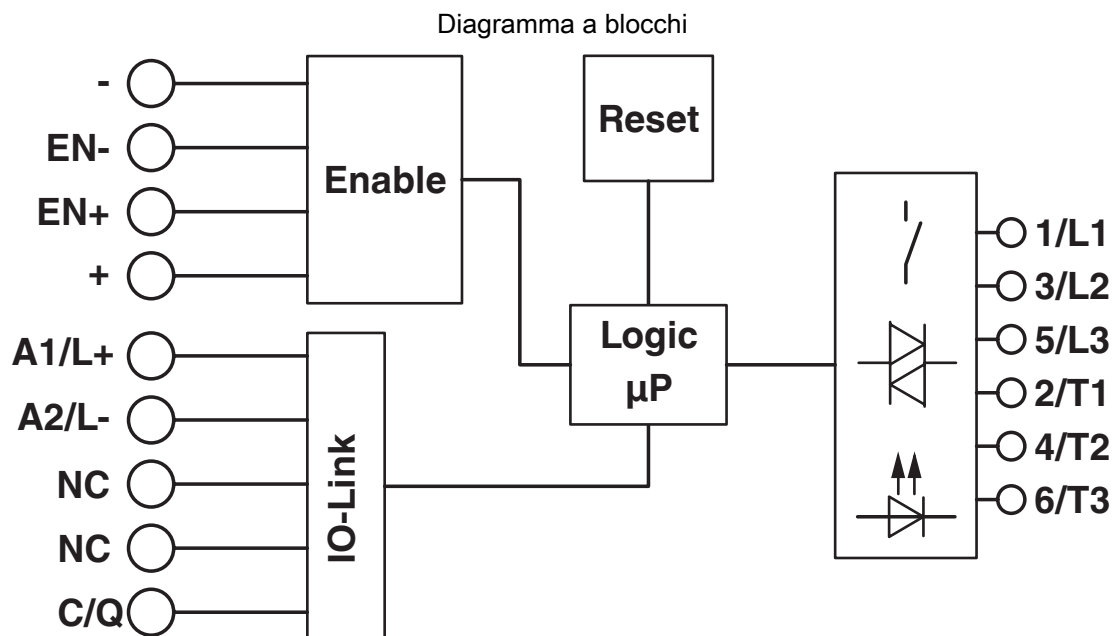 Diagramma a blocchi
-
EN-
EN+
+
Enable
Reset
A1/L+
A2/L-
NC
NC
C/Q
IO-Link
Logic
µP
1/L1
3/L2
5/L3
2/T1
4/T2
6/T3